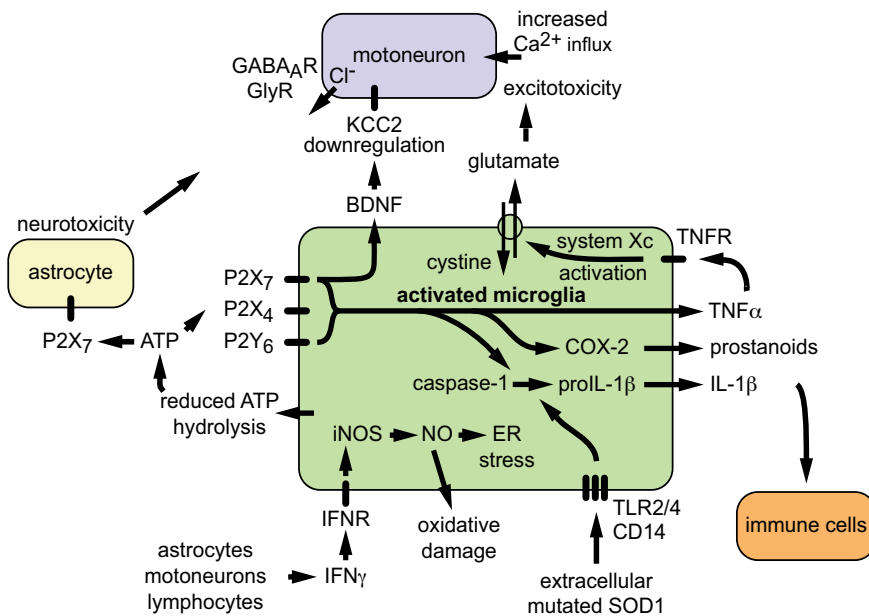 increased
Ca2+ influx
motoneuron
GABAAR
GlyR
Cl-
excitotoxicity
KCC2
downregulation
glutamate
BDNF
neurotoxicity
astrocyte
system Xc
activation
TNFR
cystine
P2X7
activated microglia
P2X4
TNFα
P2Y6
P2X7
ATP
COX-2
prostanoids
caspase-1
proIL-1β
IL-1β
reduced ATP
hydrolysis
iNOS
NO
ER
stress
IFNR
oxidative
damage
TLR2/4
CD14
immune cells
astrocytes
motoneurons
lymphocytes
IFNγ
extracellular
mutated SOD1